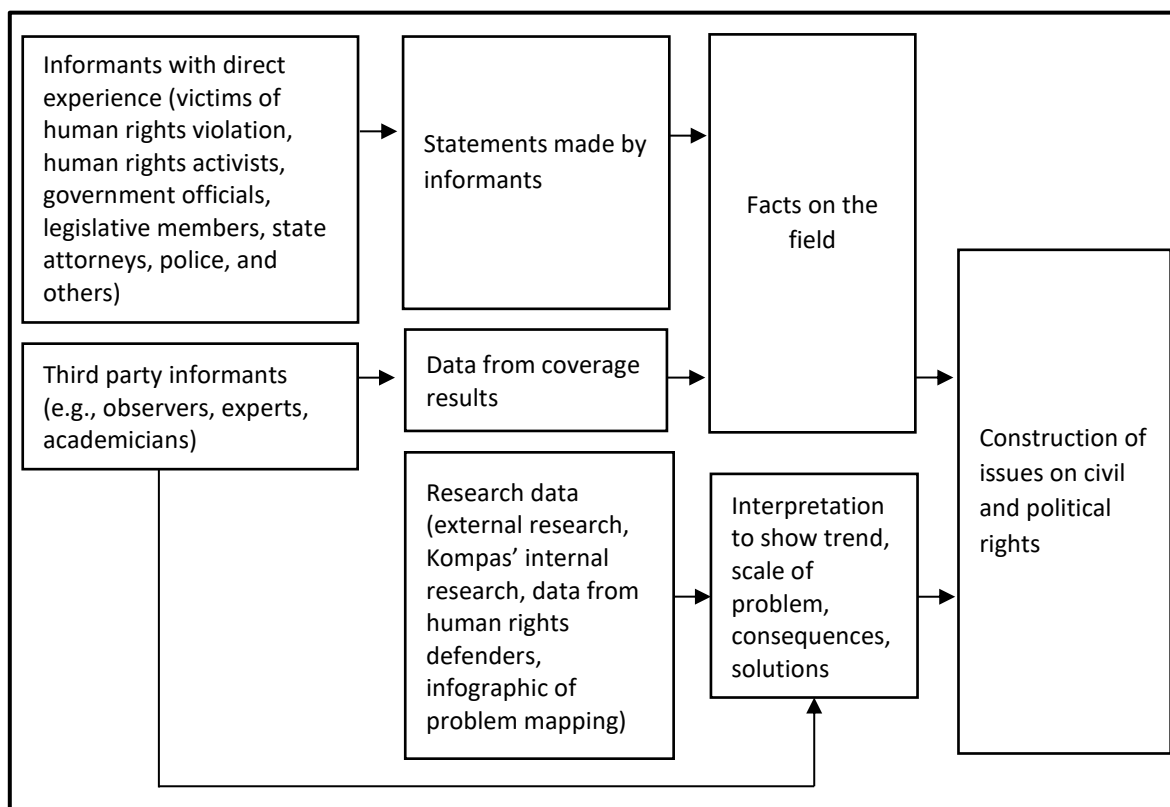 Informants with direct
experience (victims of
human rights violation,
human rights activists,
government officials,
legislative members, state
attorneys, police, and
others)
Statements made by
informants
Facts on the
field
Third party informants
(e.g., observers, experts,
academicians)
Data from coverage
results
Research data
(external research,
Kompas’ internal
research, data from
human rights
defenders,
infographic of
problem mapping)
Interpretation
to show trend,
scale of
problem,
consequences,
solutions
Construction of
issues on civil
and political
rights